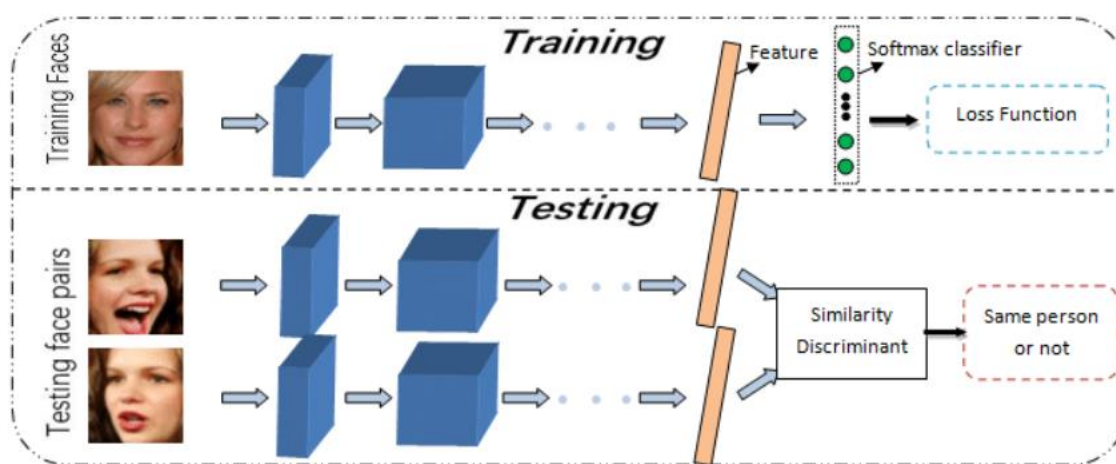 Training
Training Faces
Feature
Softmax classifier
Loss Function
Testing
Testing face pairs
Similarity
Discriminant
Same person
or not